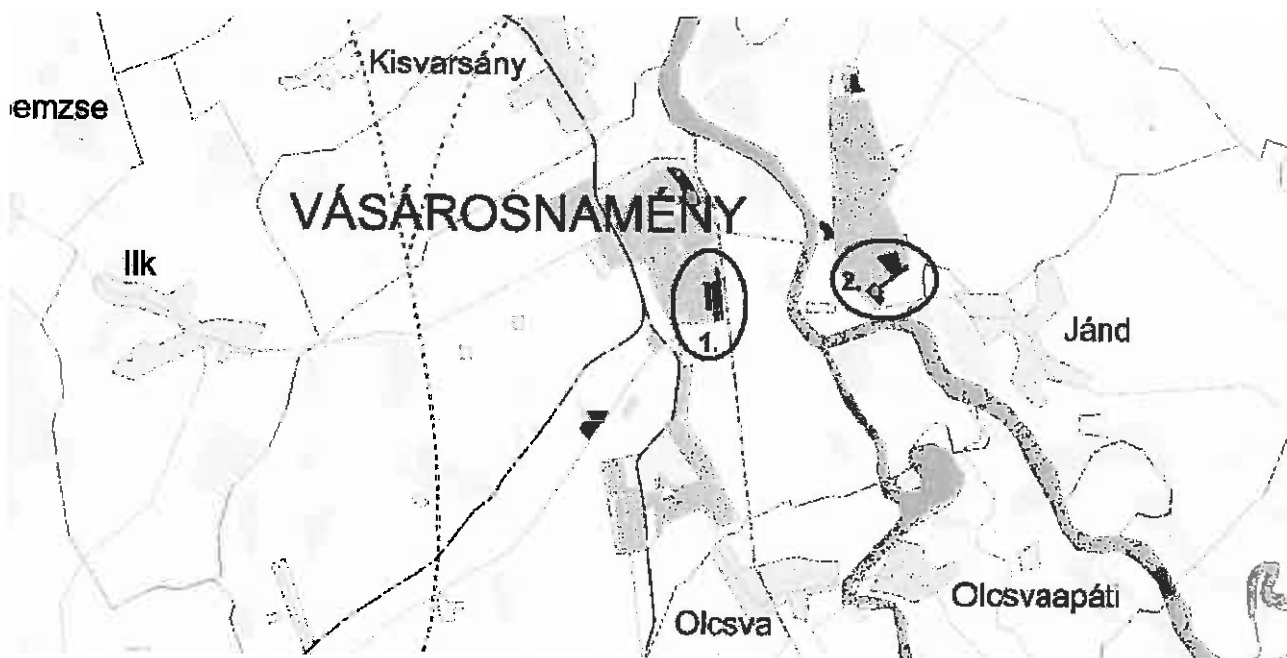 Kisvarsány
emzse
VÁSÁROSNAMÉNY
Ilk
2.
1.
Jánd
Olcsvaapáti
Olcsva